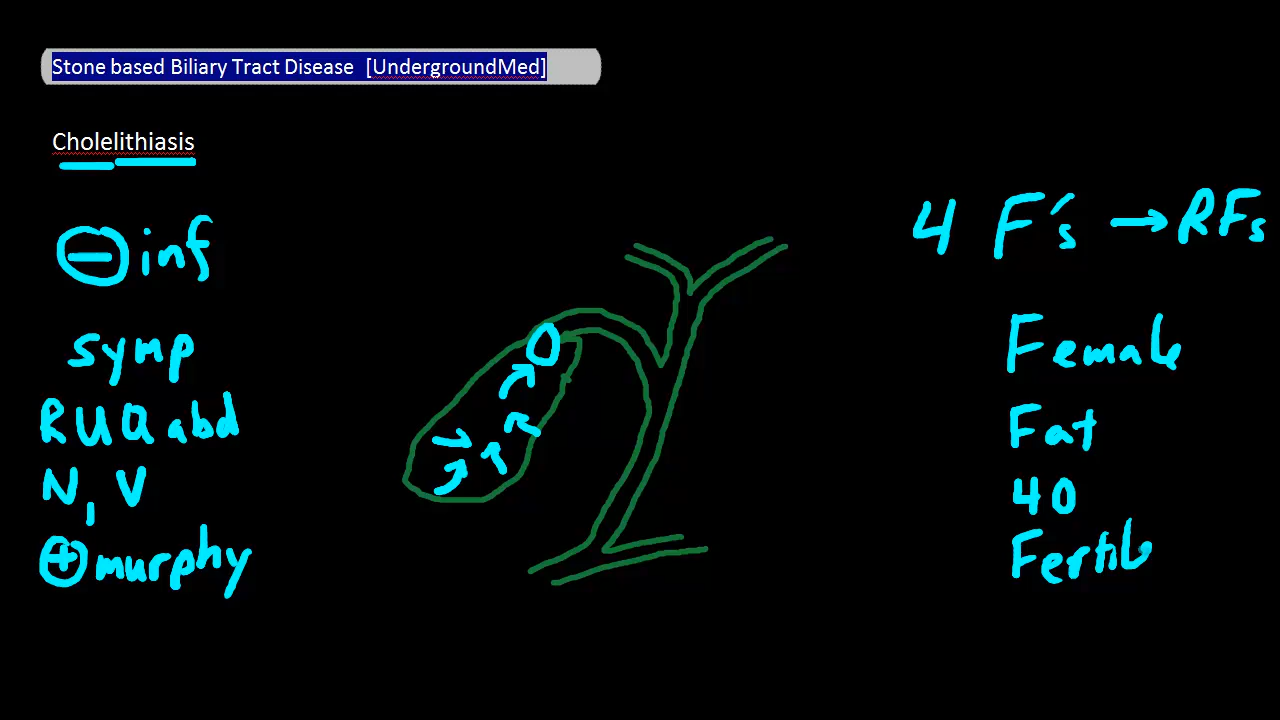 Stone based Biliary Tract Disease [UndergroundMed]
Cholelithiasis
⊖ inf
symp
RUQ abd
N, V
⊕ murphy
4 F's → RFs
Female
Fat
40
Fertile